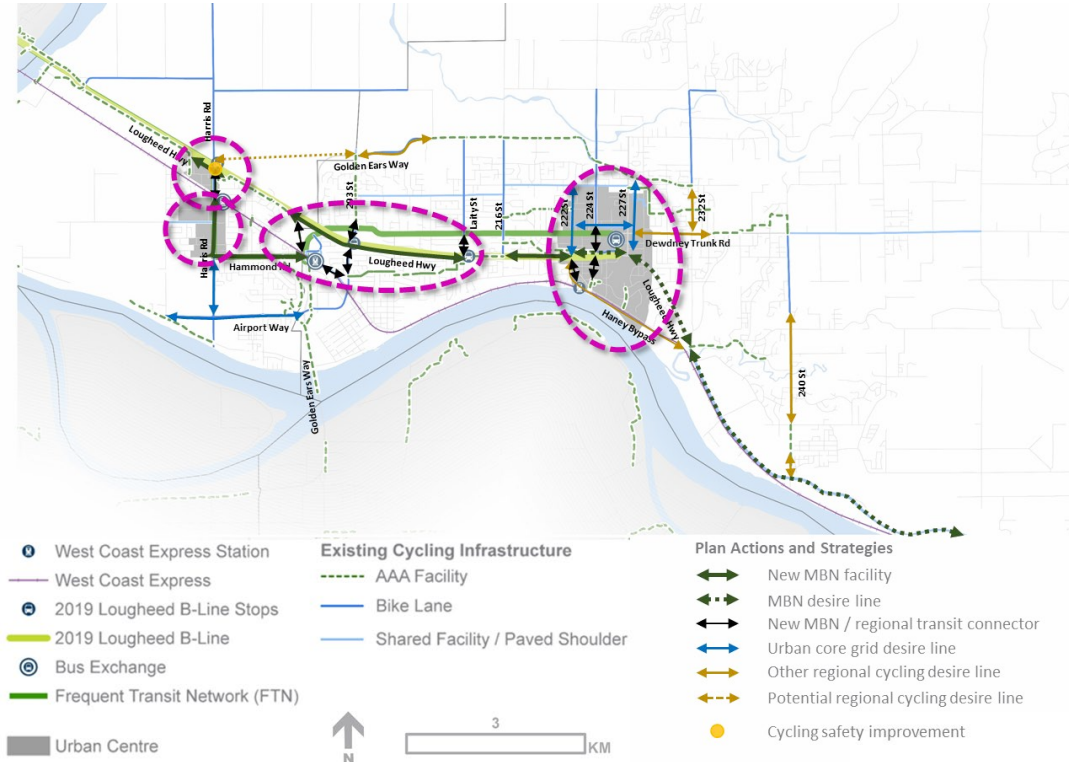 Harris Rd
Lougheed Hwy
Golden Ears Way
203 St
Laity St
216 St
222 St
224 St
227 St
232 St
Dewdney Trunk Rd
Harris Rd
Hammond
Lougheed Hwy
Lougheed Hwy
Airport Way
Haney Bypass
Golden Ears Way
240 St
West Coast Express Station
West Coast Express
2019 Lougheed B-Line Stops
2019 Lougheed B-Line
Bus Exchange
Frequent Transit Network (FTN)
Urban Centre
Existing Cycling Infrastructure
AAA Facility
Bike Lane
Shared Facility / Paved Shoulder
N
3
KM
Plan Actions and Strategies
New MBN facility
MBN desire line
New MBN / regional transit connector
Urban core grid desire line
Other regional cycling desire line
Potential regional cycling desire line
Cycling safety improvement